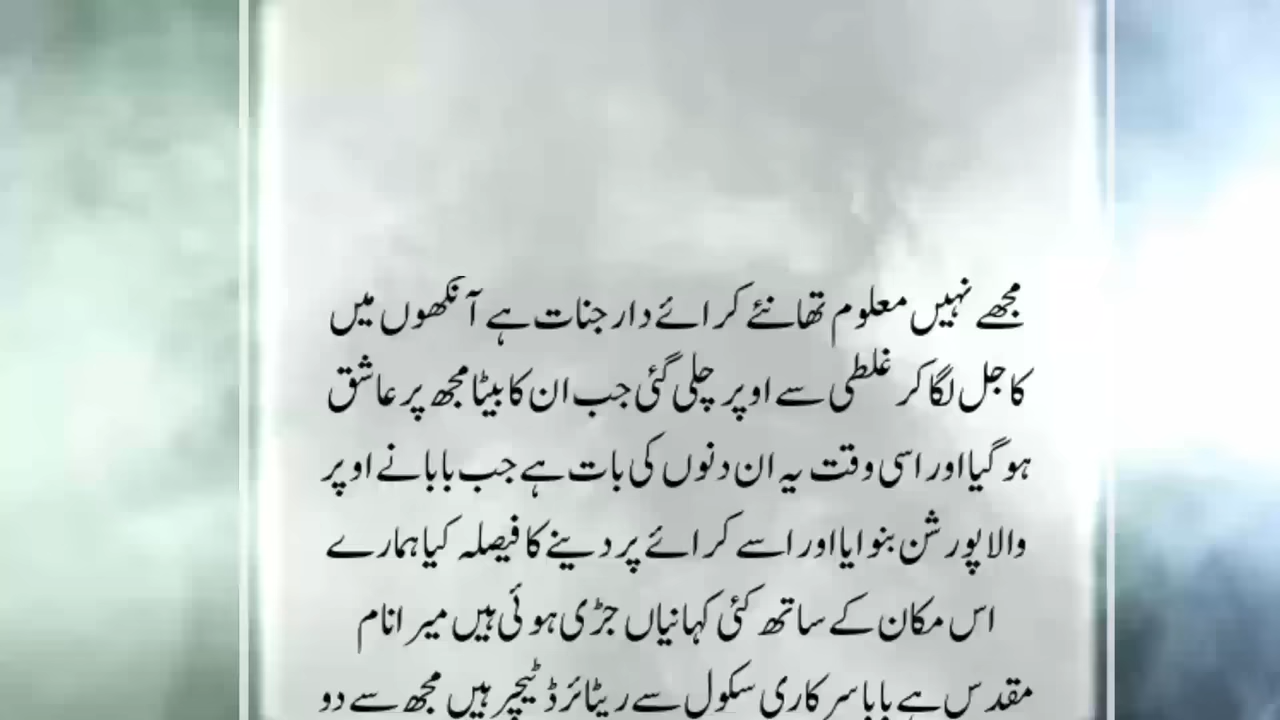 مجھے نہیں معلوم تھا نئے کرائے دار جنات ہے آنکھوں میں
کاجل لگا کر غلطی سے اوپر چلی گئی جب ان کا بیٹا مجھ پر عاشق
ہو گیا اور اسی وقت یہ ان دنوں کی بات ہے جب بابا نے اوپر
والا پورشن بنوایا اور اسے کرائے پر دینے کا فیصلہ کیا ہمارے
اس مکان کے ساتھ کئی کہانیاں جڑی ہوئی ہیں میرا نام
مقدس ہے بابا سرکاری سکول سے ریٹائرڈ ٹیچر ہیں مجھ سے دو